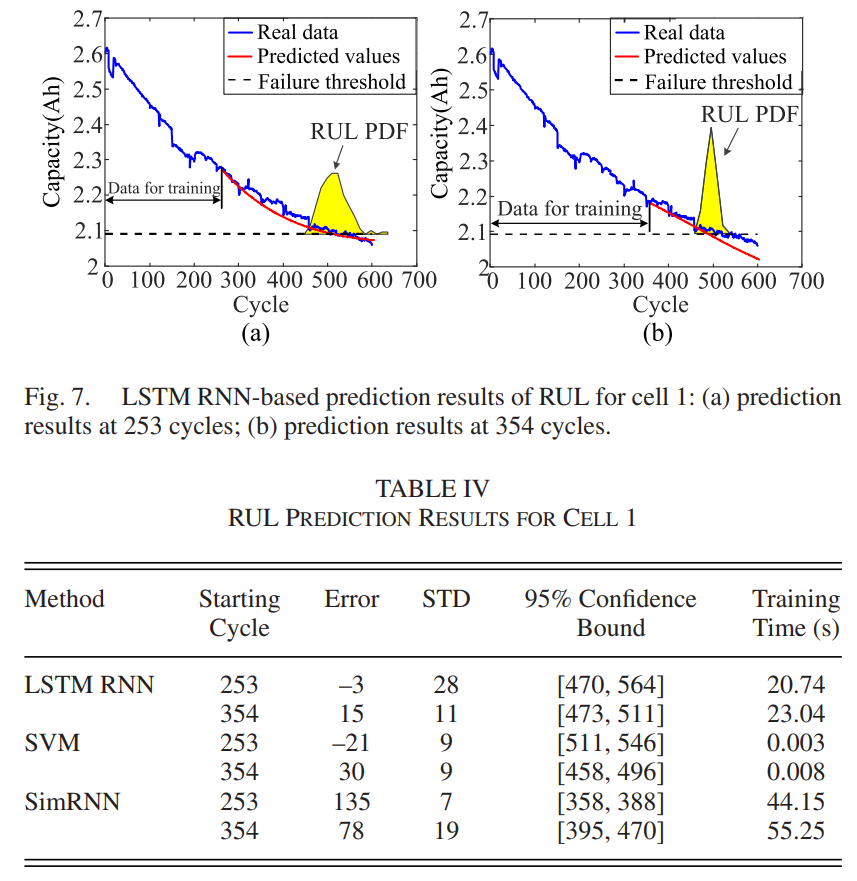 2.7
2.6
2.5
2.4
2.3
2.2
2.1
2
Capacity(Ah)
Real data
Predicted values
Failure threshold
RUL PDF
Data for training
0 100 200 300 400 500 600 700
Cycle
(a)
2.7
2.6
2.5
2.4
2.3
2.2
2.1
2
Capacity(Ah)
Real data
Predicted values
Failure threshold
RUL PDF
Data for training
0 100 200 300 400 500 600 700
Cycle
(b)
Fig. 7. LSTM RNN-based prediction results of RUL for cell 1: (a) prediction
results at 253 cycles; (b) prediction results at 354 cycles.
TABLE IV
RUL PREDICTION RESULTS FOR CELL 1
Method Starting Error STD 95% Confidence Training
Cycle Bound Time (s)
LSTM RNN 253 –3 28 [470, 564] 20.74
354 15 11 [473, 511] 23.04
SVM 253 –21 9 [511, 546] 0.003
354 30 9 [458, 496] 0.008
SimRNN 253 135 7 [358, 388] 44.15
354 78 19 [395, 470] 55.25